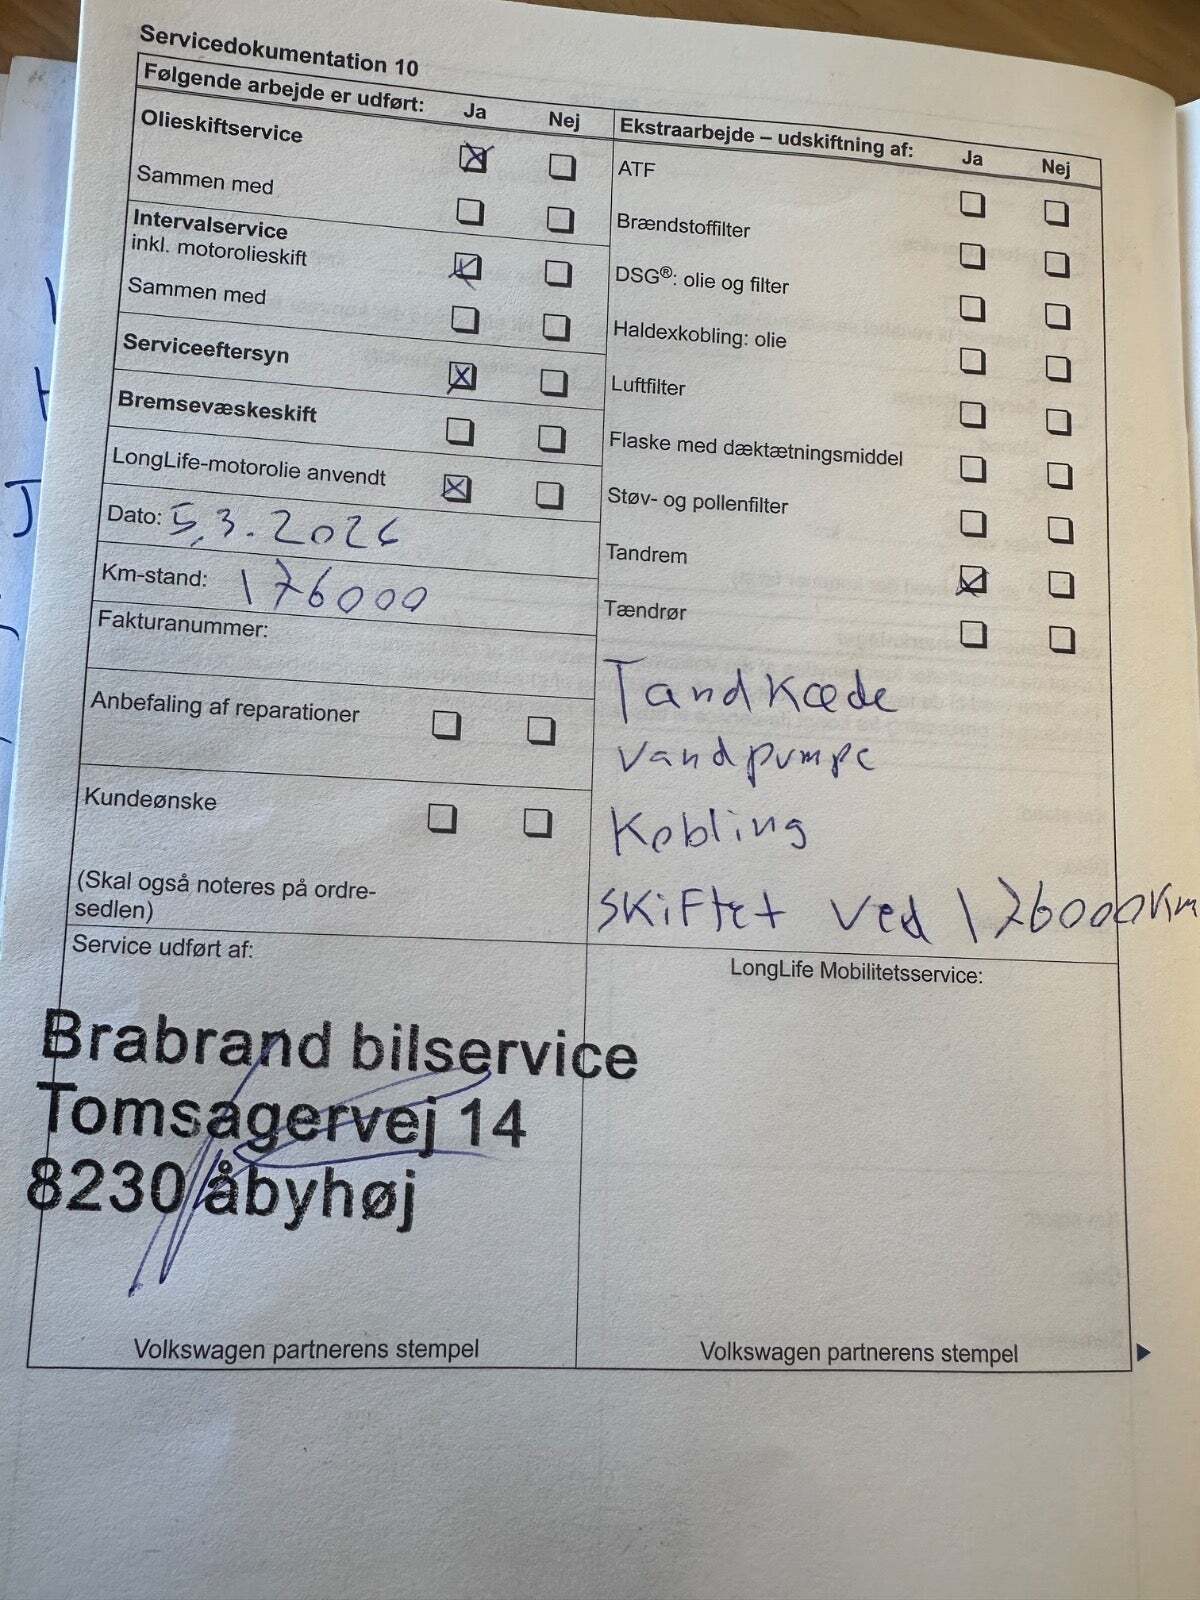 Servicedokumentation 10
Følgende arbejde er udført: Ja Nej
Olieskiftservice
Sammen med
Intervalservice
inkl. motorolieskift
Sammen med
Serviceeftersyn
Bremsevæskeskift
LongLife-motorolie anvendt
Dato: 5.3.2026
Km-stand: 176000
Fakturanummer:
Anbefaling af reparationer
Kundeønske
(Skal også noteres på ordre-
sedlen)
Ekstraarbejde – udskiftning af: Ja Nej
ATF
Brændstoffilter
DSG®: olie og filter
Haldexkobling: olie
Luftfilter
Flaske med dæktætningsmiddel
Støv- og pollenfilter
Tandrem
Tændrør
Tandkæde
vandpumpe
Kobling
skiftet ved 176000 Km
Service udført af:
Brabrand bilservice
Tomsagervej 14
8230 åbyhøj
Volkswagen partnerens stempel
LongLife Mobilitetsservice:
Volkswagen partnerens stempel